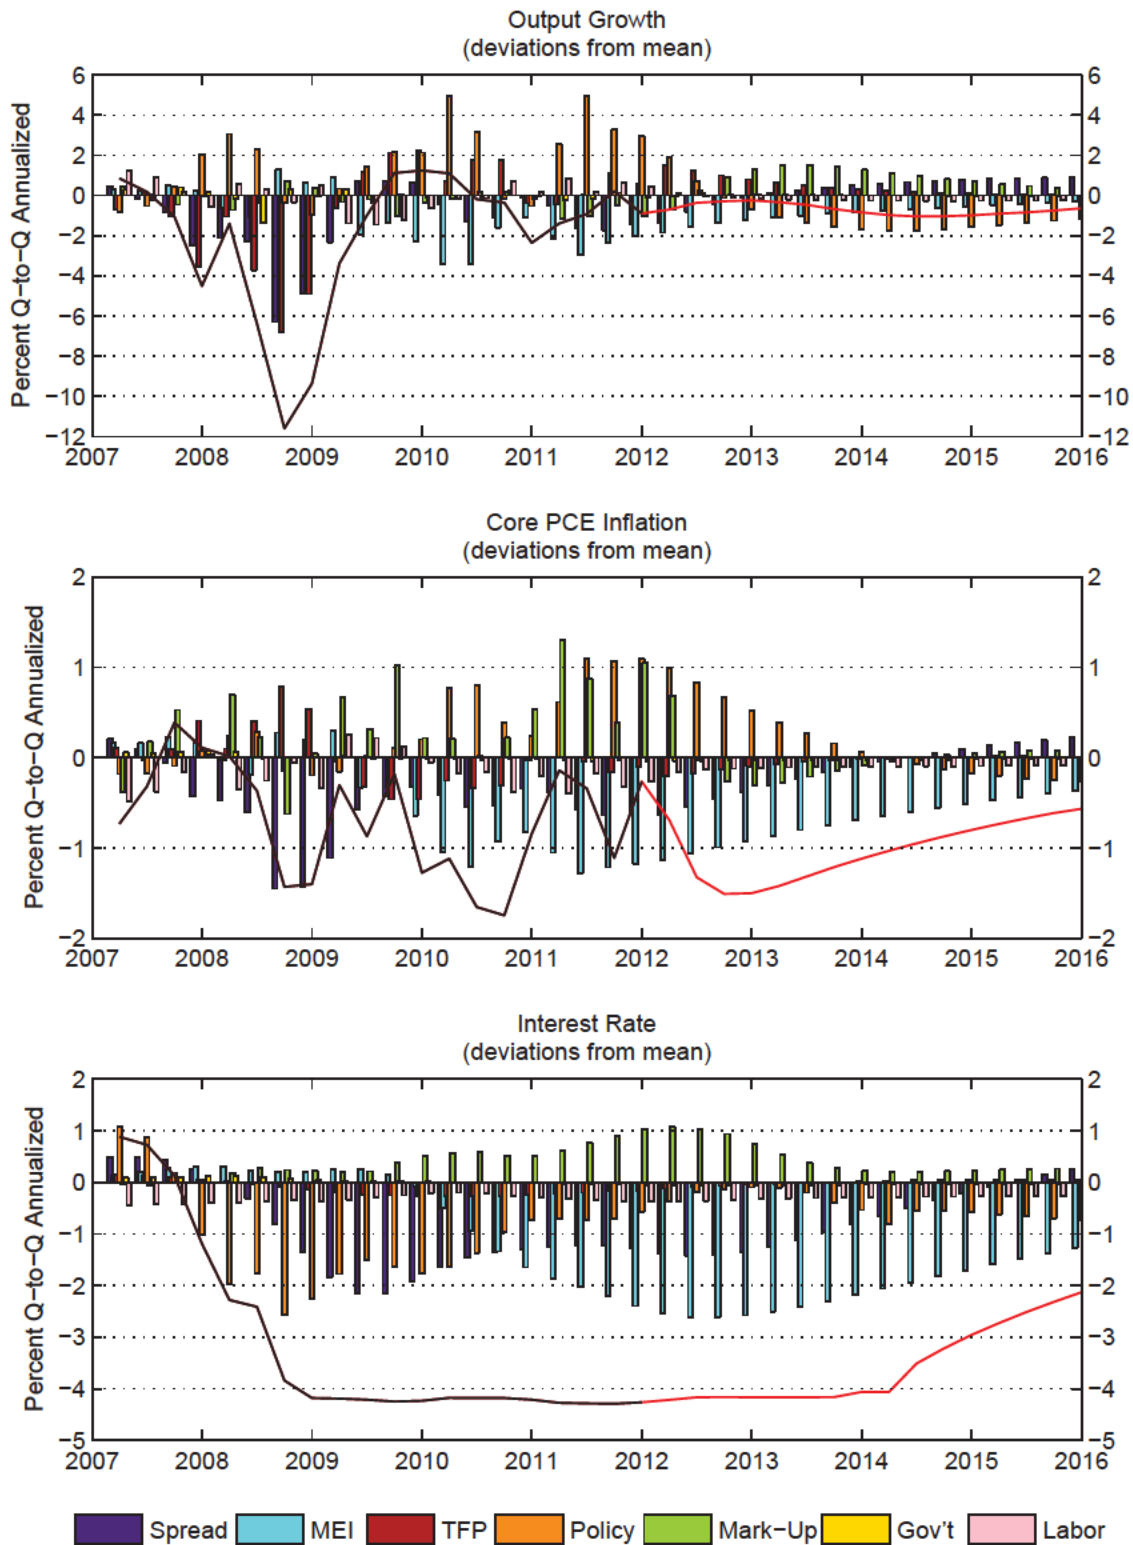 Output Growth
(deviations from mean)
Percent Q−to−Q Annualized
6 6
4 4
2 2
0 0
−2 −2
−4 −4
−6 −6
−8 −8
−10 −10
−12 −12
2007 2008 2009 2010 2011 2012 2013 2014 2015 2016
Core PCE Inflation
(deviations from mean)
Percent Q−to−Q Annualized
2 2
1 1
0 0
−1 −1
−2 −2
2007 2008 2009 2010 2011 2012 2013 2014 2015 2016
Interest Rate
(deviations from mean)
Percent Q−to−Q Annualized
2 2
1 1
0 0
−1 −1
−2 −2
−3 −3
−4 −4
−5 −5
2007 2008 2009 2010 2011 2012 2013 2014 2015 2016
Spread MEI TFP Policy Mark−Up Gov't Labor